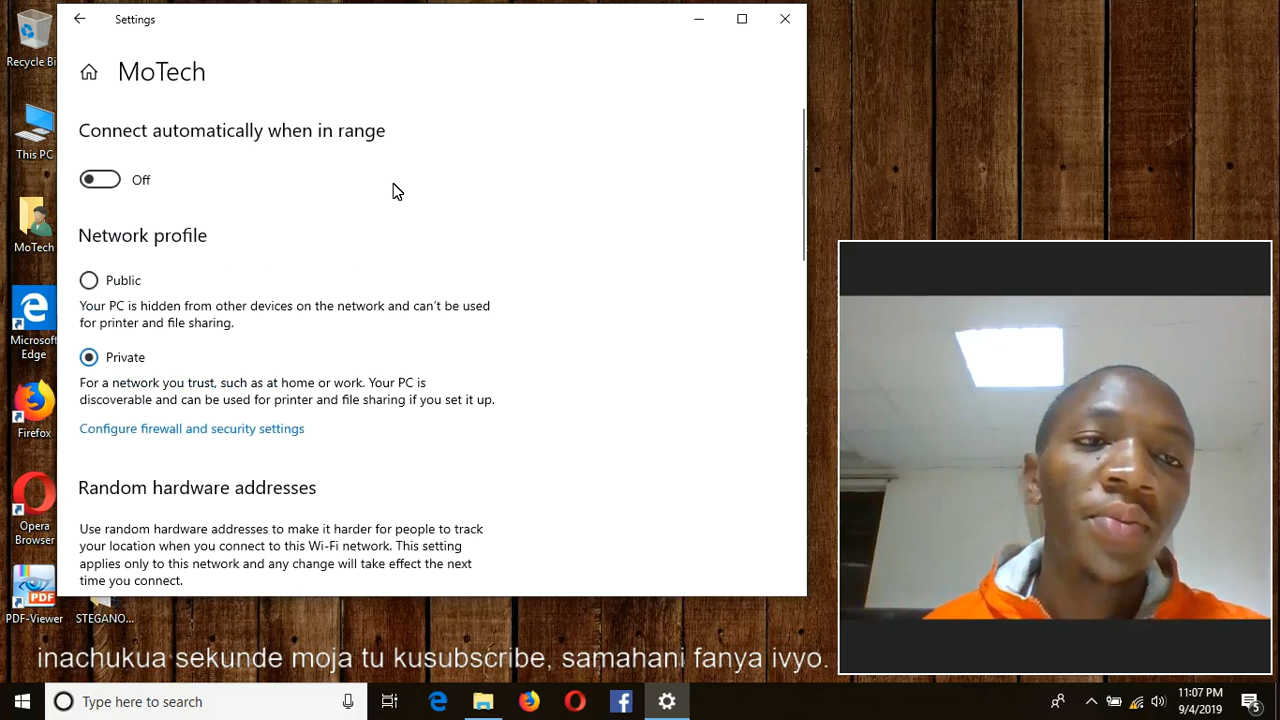 Recycle Bi
This PC
MoTech
Microsoft
Edge
Firefox
Opera
Browser
PDF
PDF-Viewer
STEGANO...
Settings
MoTech
Connect automatically when in range
Off
Network profile
Public
Your PC is hidden from other devices on the network and can't be used
for printer and file sharing.
Private
For a network you trust, such as at home or work. Your PC is
discoverable and can be used for printer and file sharing if you set it up.
Configure firewall and security settings
Random hardware addresses
Use random hardware addresses to make it harder for people to track
your location when you connect to this Wi-Fi network. This setting
applies only to this network and any change will take effect the next
time you connect.
inachukua sekunde moja tu kusubscribe, samahani fanya ivyo.
Type here to search
11:07 PM
9/4/2019
5